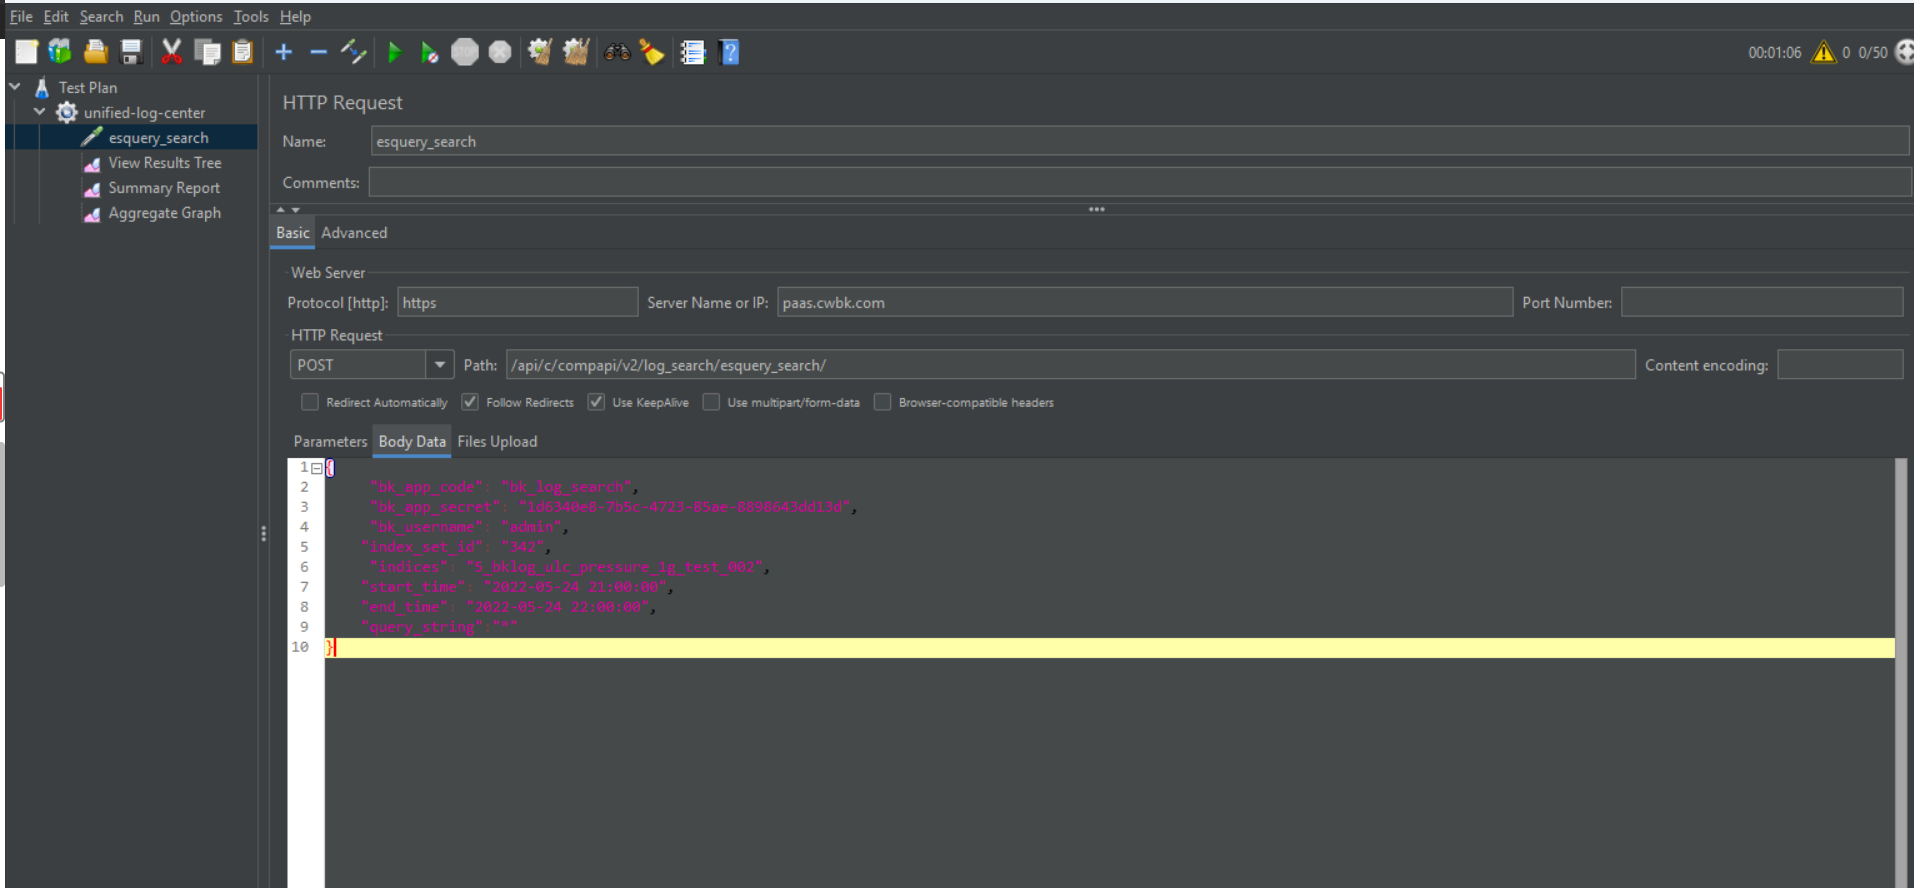 File Edit Search Run Options Tools Help
00:01:06 0 0/50
Test Plan
unified-log-center
esquery_search
View Results Tree
Summary Report
Aggregate Graph
HTTP Request
Name: esquery_search
Comments:
Basic Advanced
Web Server
Protocol [http]: https Server Name or IP: paas.cwbk.com Port Number:
HTTP Request
POST Path: /api/c/compapi/v2/log_search/esquery_search/ Content encoding:
Redirect Automatically Follow Redirects Use KeepAlive Use multipart/form-data Browser-compatible headers
Parameters Body Data Files Upload
1 {
2 "bk_app_code": "bk_log_search",
3 "bk_app_secret": "1d6340e8-7b5c-4723-85ae-8898643dd13d",
4 "bk_username": "admin",
5 "index_set_id": "342",
6 "indices": "5_bklog_ulc_pressure_1g_test_002",
7 "start_time": "2022-05-24 21:00:00",
8 "end_time": "2022-05-24 22:00:00",
9 "query_string":"*"
10 }